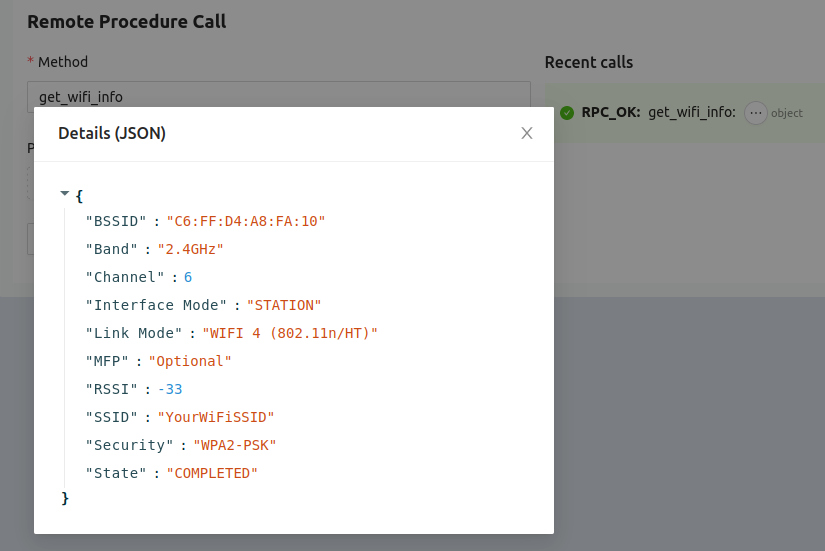 Remote Procedure Call
* Method
Recent calls
get_wifi_info
RPC_OK: get_wifi_info: ··· object
Details (JSON)
P
{
"BSSID" : "C6:FF:D4:A8:FA:10"
"Band" : "2.4GHz"
"Channel" : 6
"Interface Mode" : "STATION"
"Link Mode" : "WIFI 4 (802.11n/HT)"
"MFP" : "Optional"
"RSSI" : -33
"SSID" : "YourWiFiSSID"
"Security" : "WPA2-PSK"
"State" : "COMPLETED"
}